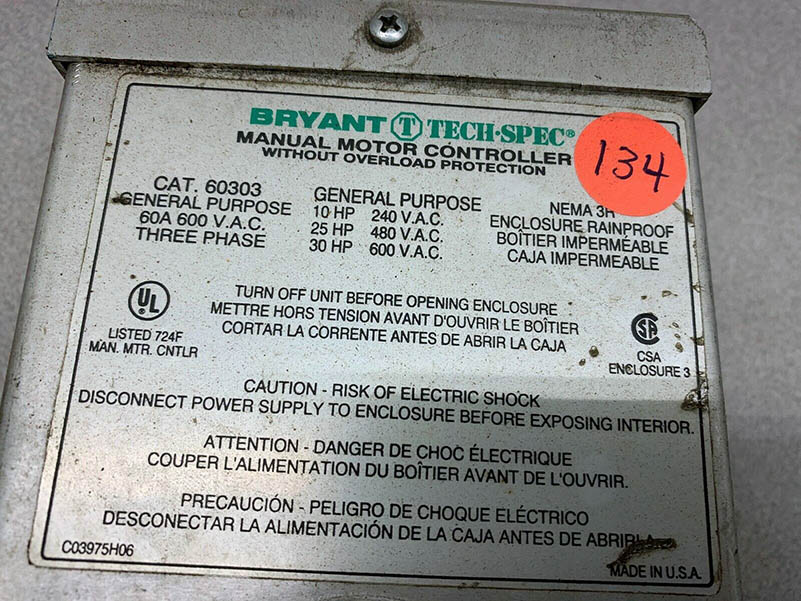 BRYANT T TECH-SPEC®
MANUAL MOTOR CONTROLLER
WITHOUT OVERLOAD PROTECTION
134
CAT. 60303
GENERAL PURPOSE
60A 600 V.A.C.
THREE PHASE
GENERAL PURPOSE
10 HP 240 V.A.C.
25 HP 480 V.A.C.
30 HP 600 V.A.C.
NEMA 3R
ENCLOSURE RAINPROOF
BOÎTIER IMPERMÉABLE
CAJA IMPERMEABLE
UL
LISTED 724F
MAN. MTR. CNTLR
TURN OFF UNIT BEFORE OPENING ENCLOSURE
METTRE HORS TENSION AVANT D'OUVRIR LE BOÎTIER
CORTAR LA CORRENTE ANTES DE ABRIR LA CAJA
SA
CSA
ENCLOSURE 3
CAUTION - RISK OF ELECTRIC SHOCK
DISCONNECT POWER SUPPLY TO ENCLOSURE BEFORE EXPOSING INTERIOR.
ATTENTION - DANGER DE CHOC ÉLECTRIQUE
COUPER L'ALIMENTATION DU BOÎTIER AVANT DE L'OUVRIR.
PRECAUCIÓN - PELIGRO DE CHOQUE ELÉCTRICO
DESCONECTAR LA ALIMENTACIÓN DE LA CAJA ANTES DE ABRIRLA.
C03975H06
MADE IN U.S.A.